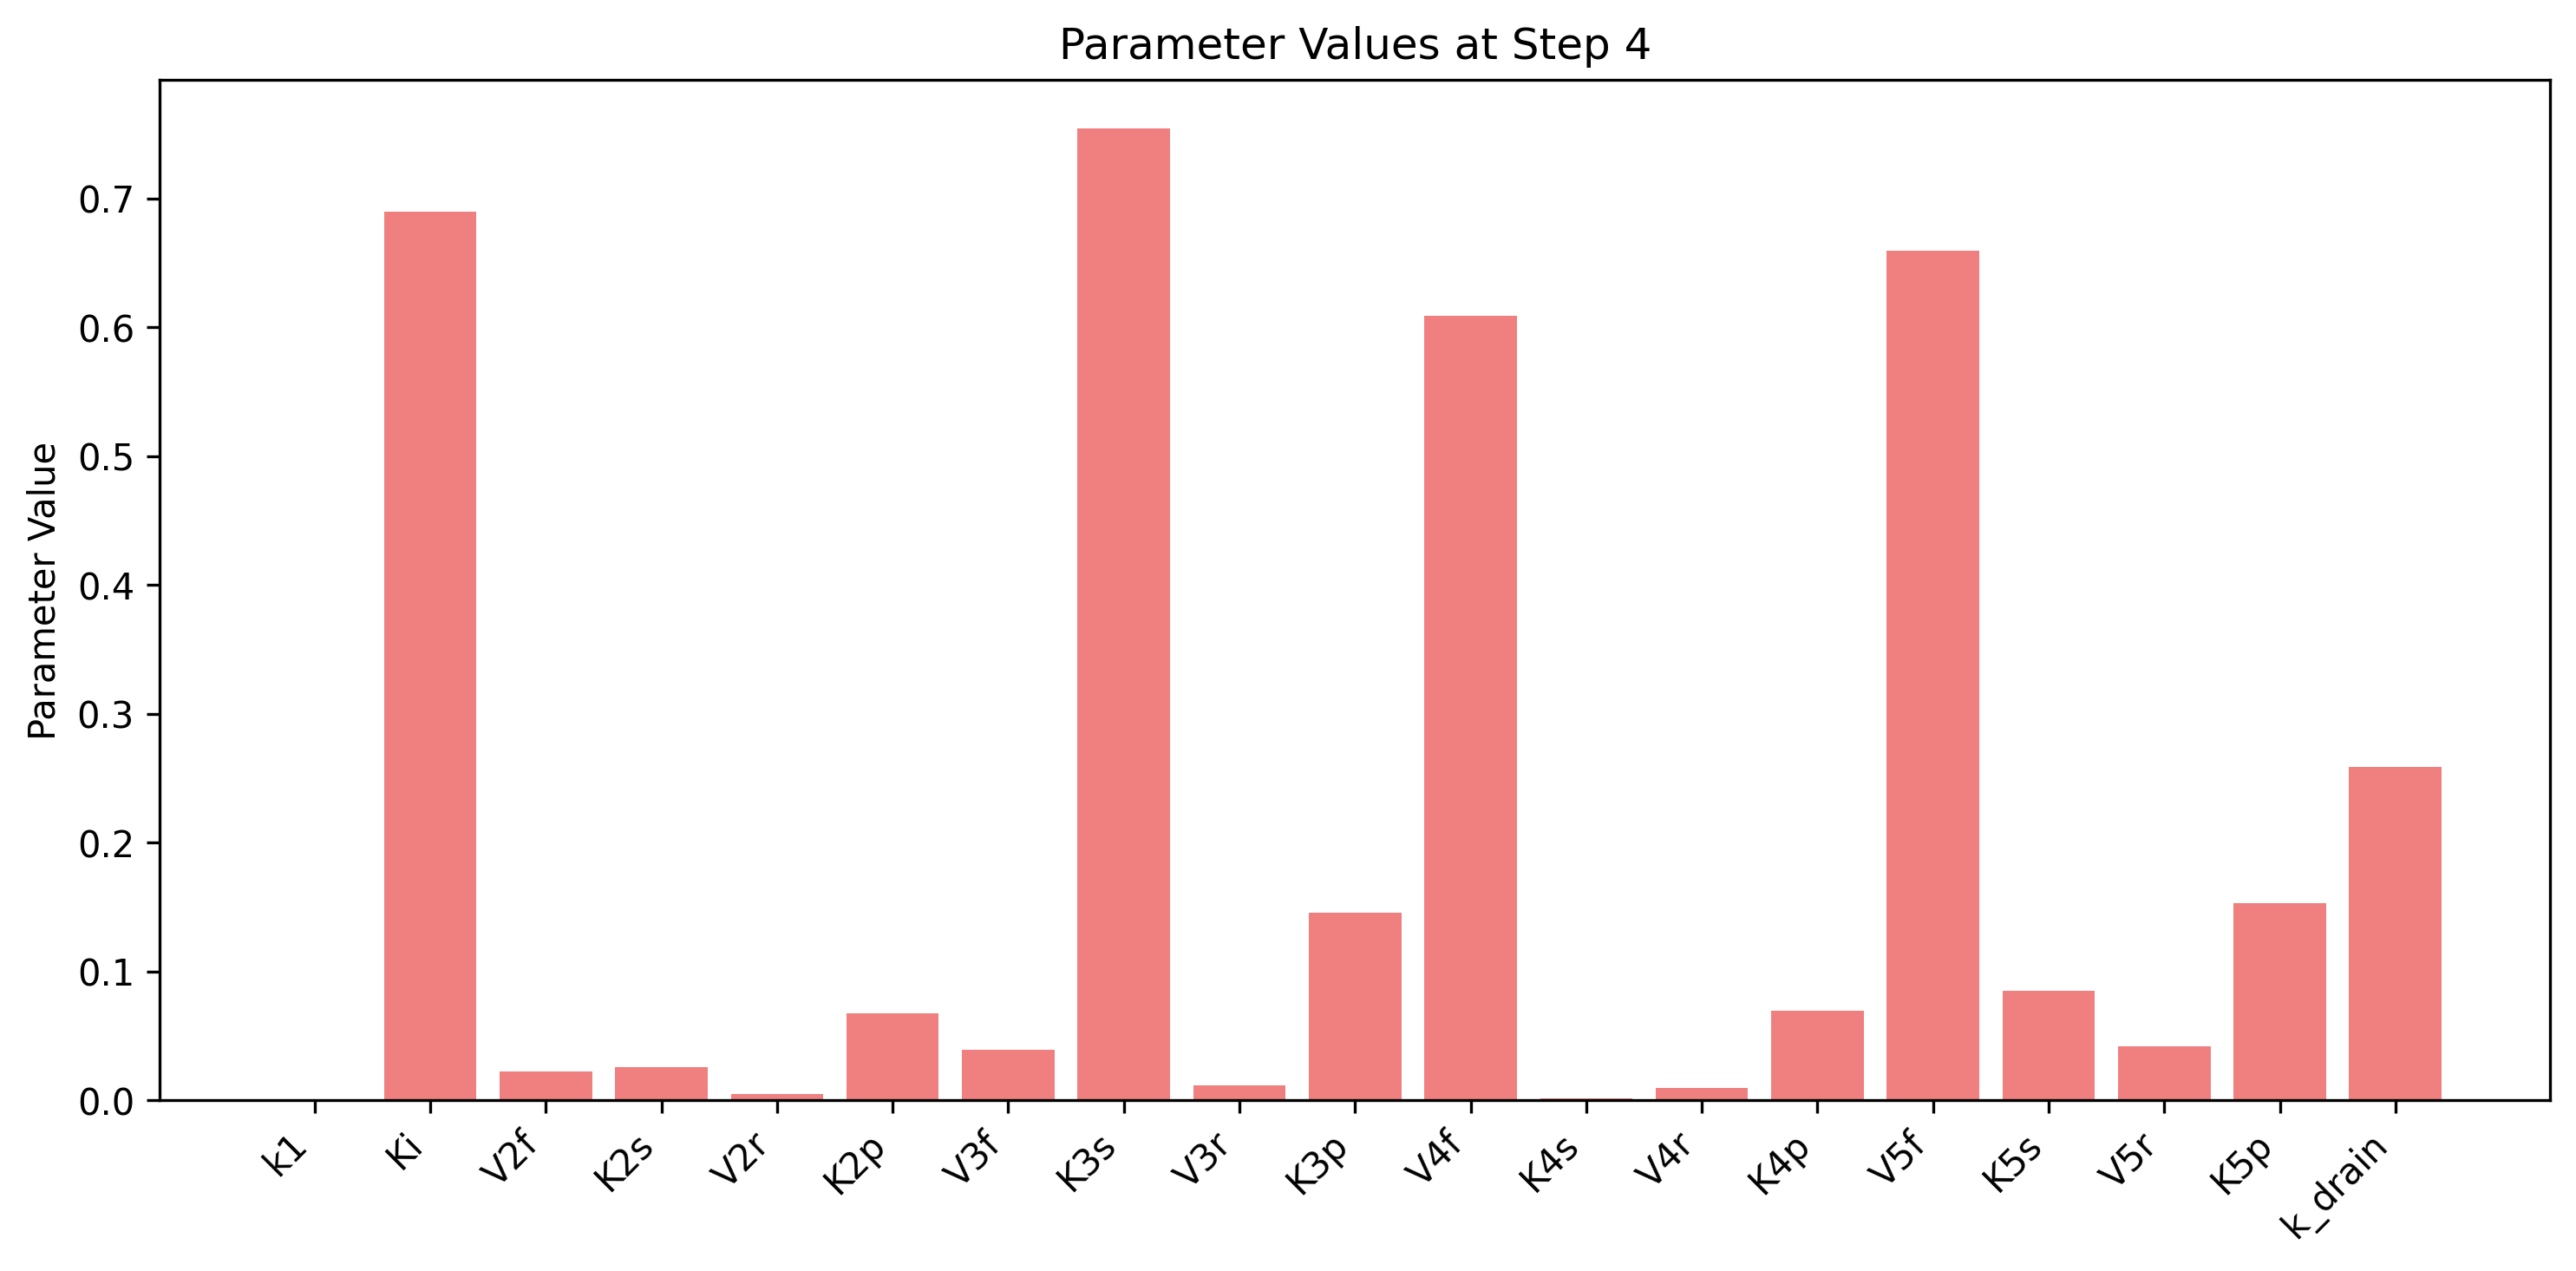 Parameter Values at Step 4
Parameter Value
0.7
0.6
0.5
0.4
0.3
0.2
0.1
0.0
k1
Ki
V2f
K2s
V2r
K2p
V3f
K3s
V3r
K3p
V4f
K4s
V4r
K4p
V5f
K5s
V5r
K5p
k_drain